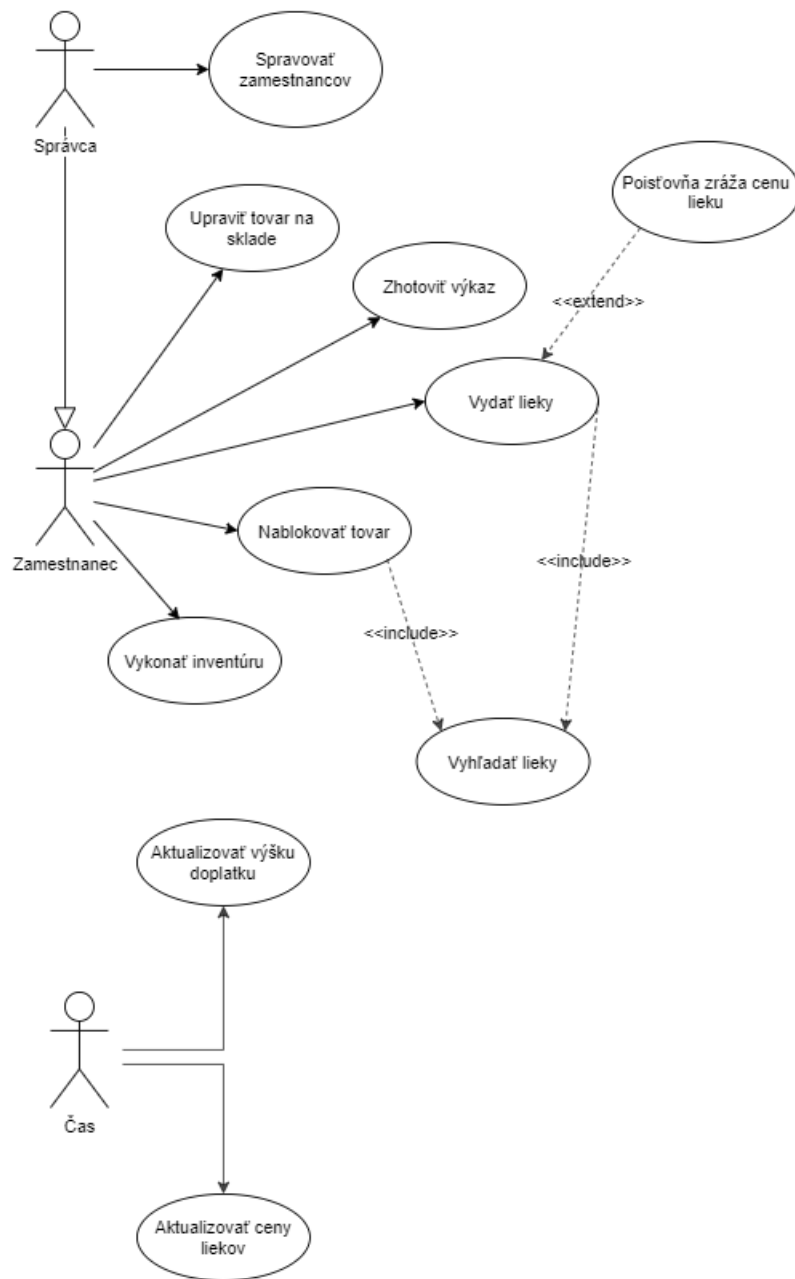 Spravovať
zamestnancov
Správca
Poisťovňa zráža cenu
lieku
Upraviť tovar na
sklade
Zhotoviť výkaz
<<extend>>
Vydať lieky
Nablokovať tovar
Zamestnanec
<<include>>
<<include>>
Vykonať inventúru
Vyhľadať lieky
Aktualizovať výšku
doplatku
Čas
Aktualizovať ceny
liekov